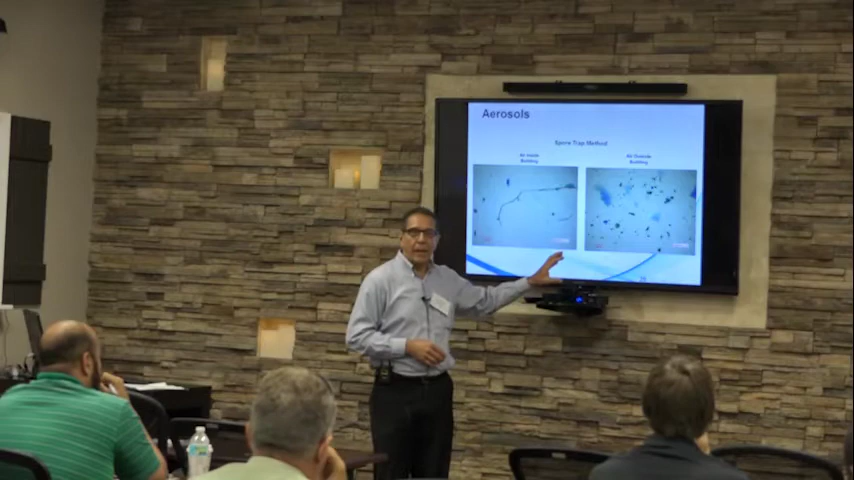 Aerosols
Spore Trap Method
Air Inside
Building
Air Outside
Building